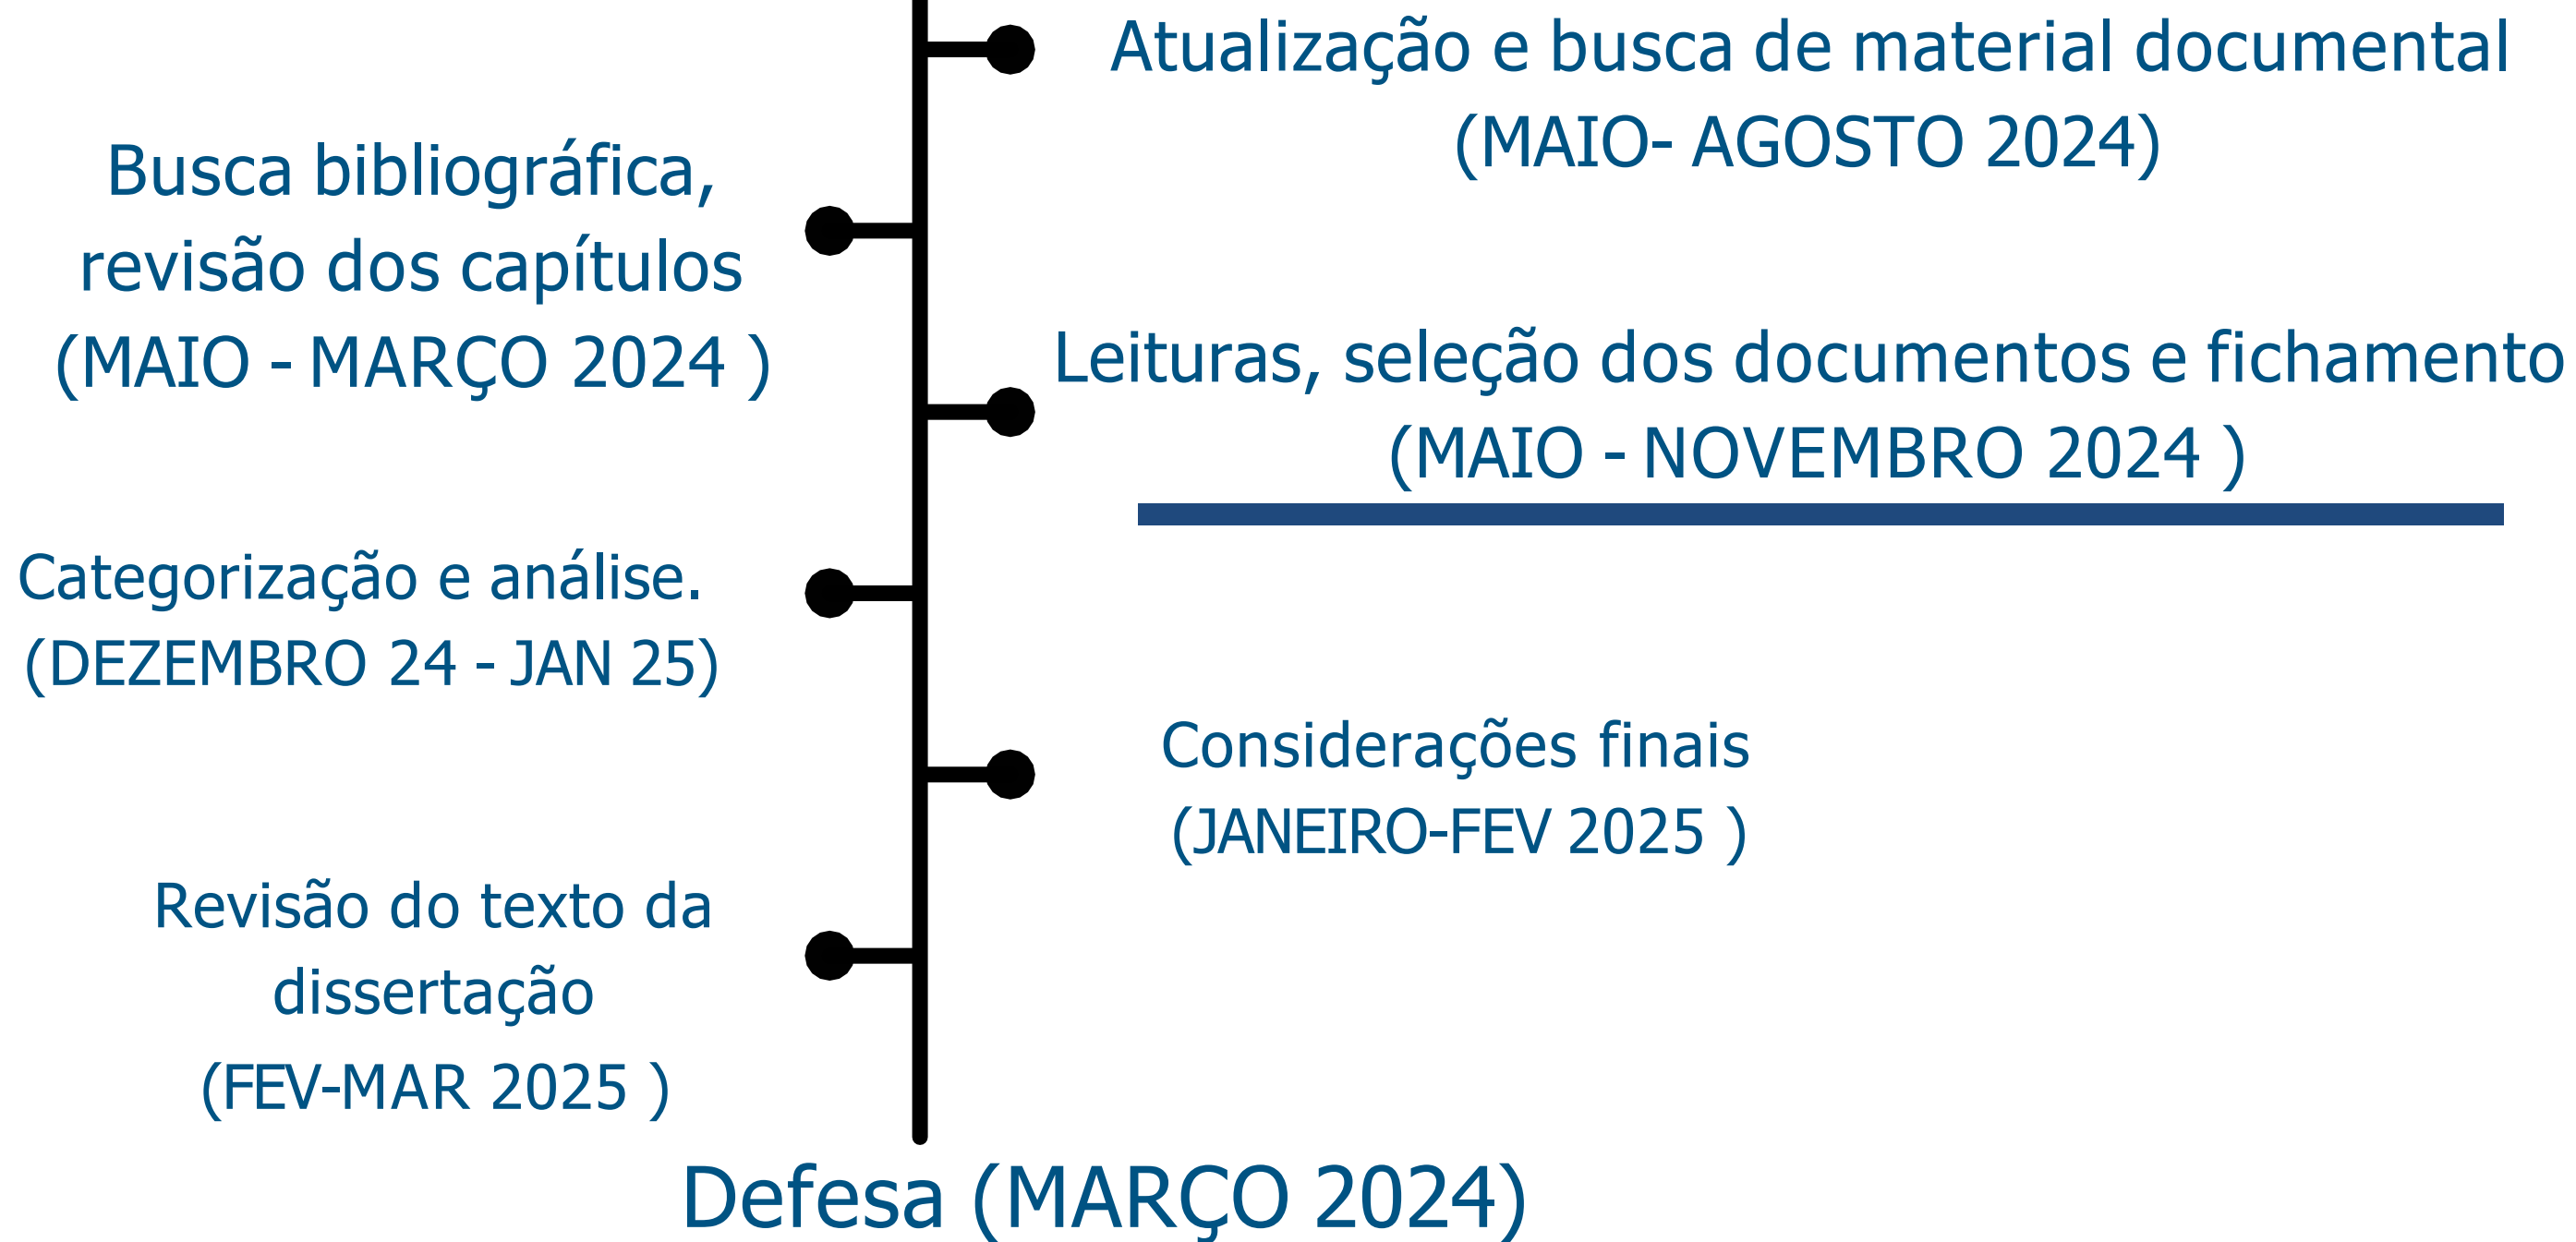 Atualização e busca de material documental
(MAIO- AGOSTO 2024)
Busca bibliográfica,
revisão dos capítulos
(MAIO - MARÇO 2024 )
Leituras, seleção dos documentos e fichamento
(MAIO - NOVEMBRO 2024 )
Categorização e análise.
(DEZEMBRO 24 - JAN 25)
Considerações finais
(JANEIRO-FEV 2025 )
Revisão do texto da
dissertação
(FEV-MAR 2025 )
Defesa (MARÇO 2024)